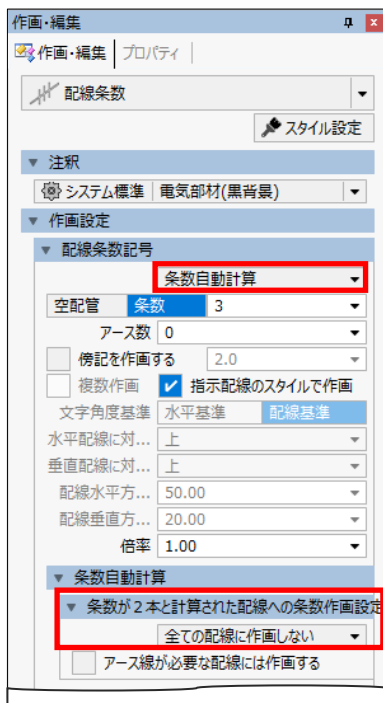 作画・編集
作画・編集 プロパティ
配線条数
スタイル設定
注釈
システム標準 電気部材(黒背景)
作画設定
配線条数記号
条数自動計算
空配管 条数 3
アース数 0
傍記を作画する 2.0
複数作画 指示配線のスタイルで作画
文字角度基準 水平基準 配線基準
水平配線に対... 上
垂直配線に対... 上
配線水平方... 50.00
配線垂直方... 20.00
倍率 1.00
条数自動計算
条数が2本と計算された配線への条数作画設定
全ての配線に作画しない
アース線が必要な配線には作画する